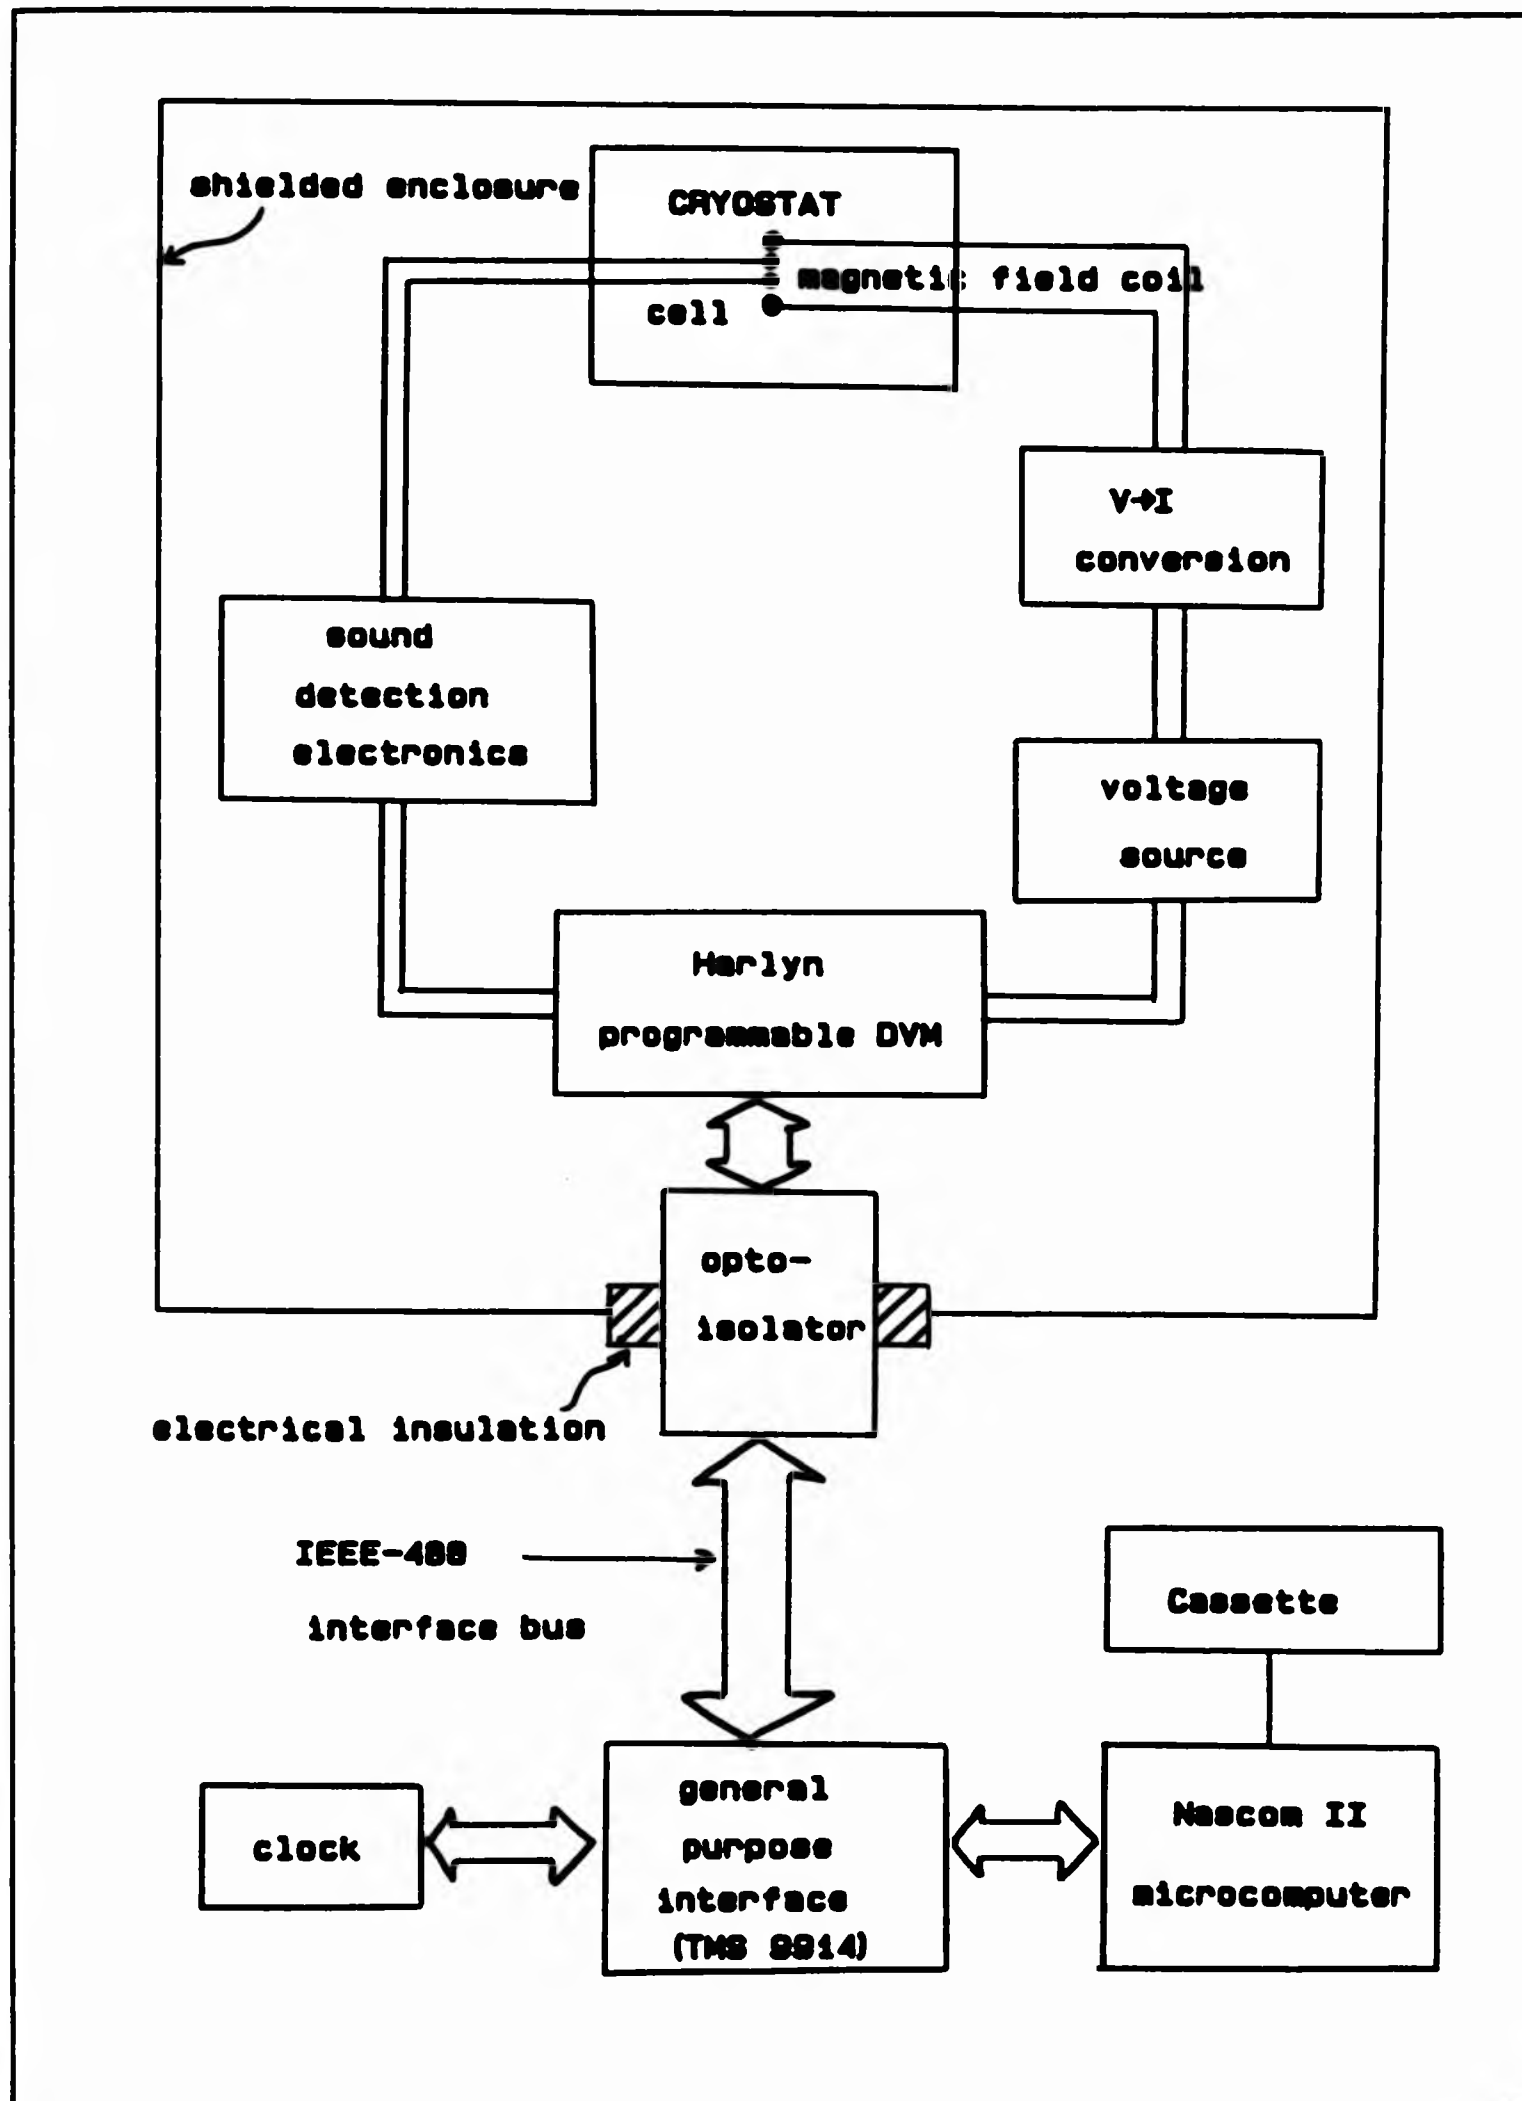 shielded enclosure
CRYOSTAT
magnetic field coil
cell
V→I
conversion
sound
detection
electronics
voltage
source
Harlyn
programmable DVM
opto-
isolator
electrical insulation
IEEE-488
interface bus
Cassette
general
purpose
interface
(TMS 9914)
clock
Nascom II
microcomputer